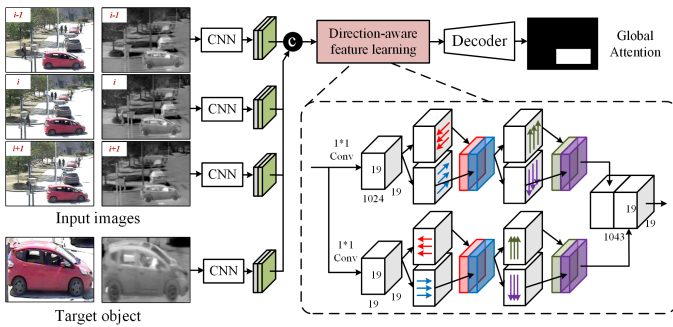 i-1
i-1
CNN
C
Direction-aware
feature learning
Decoder
Global
Attention
i
i
CNN
i+1
i+1
CNN
Input images
1*1
Conv
19
19
1024
1*1
Conv
19
19
19
19
19
1043
CNN
Target object